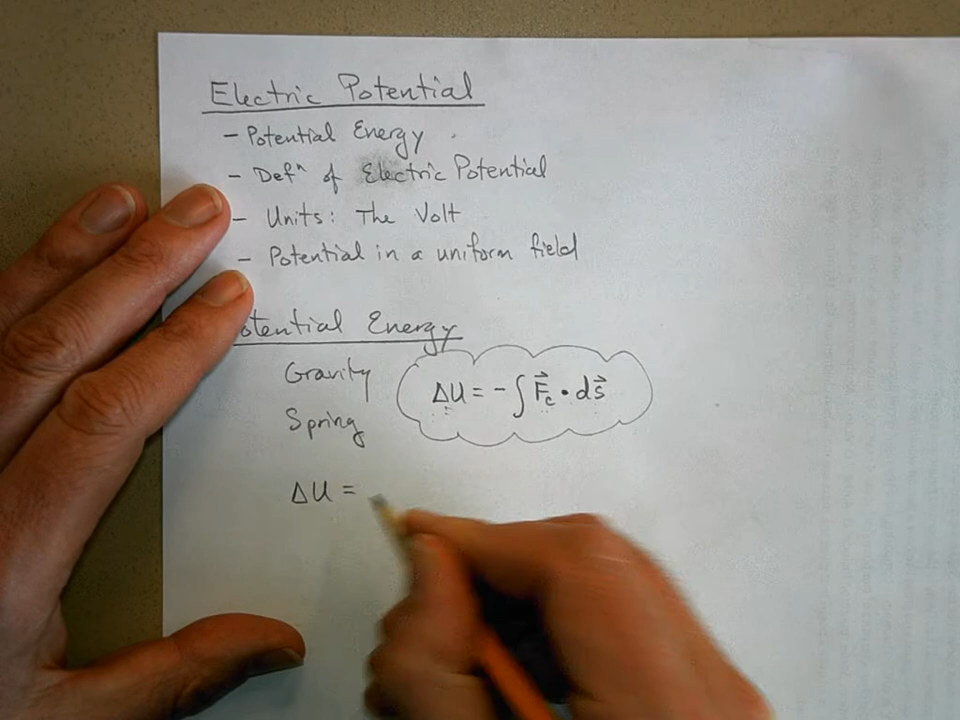 Electric Potential
- Potential Energy
- Defⁿ of Electric Potential
- Units: The Volt
- Potential in a uniform field
otential Energy
Gravity
ΔU = - ∫ F⃗c • ds⃗
Spring
ΔU =